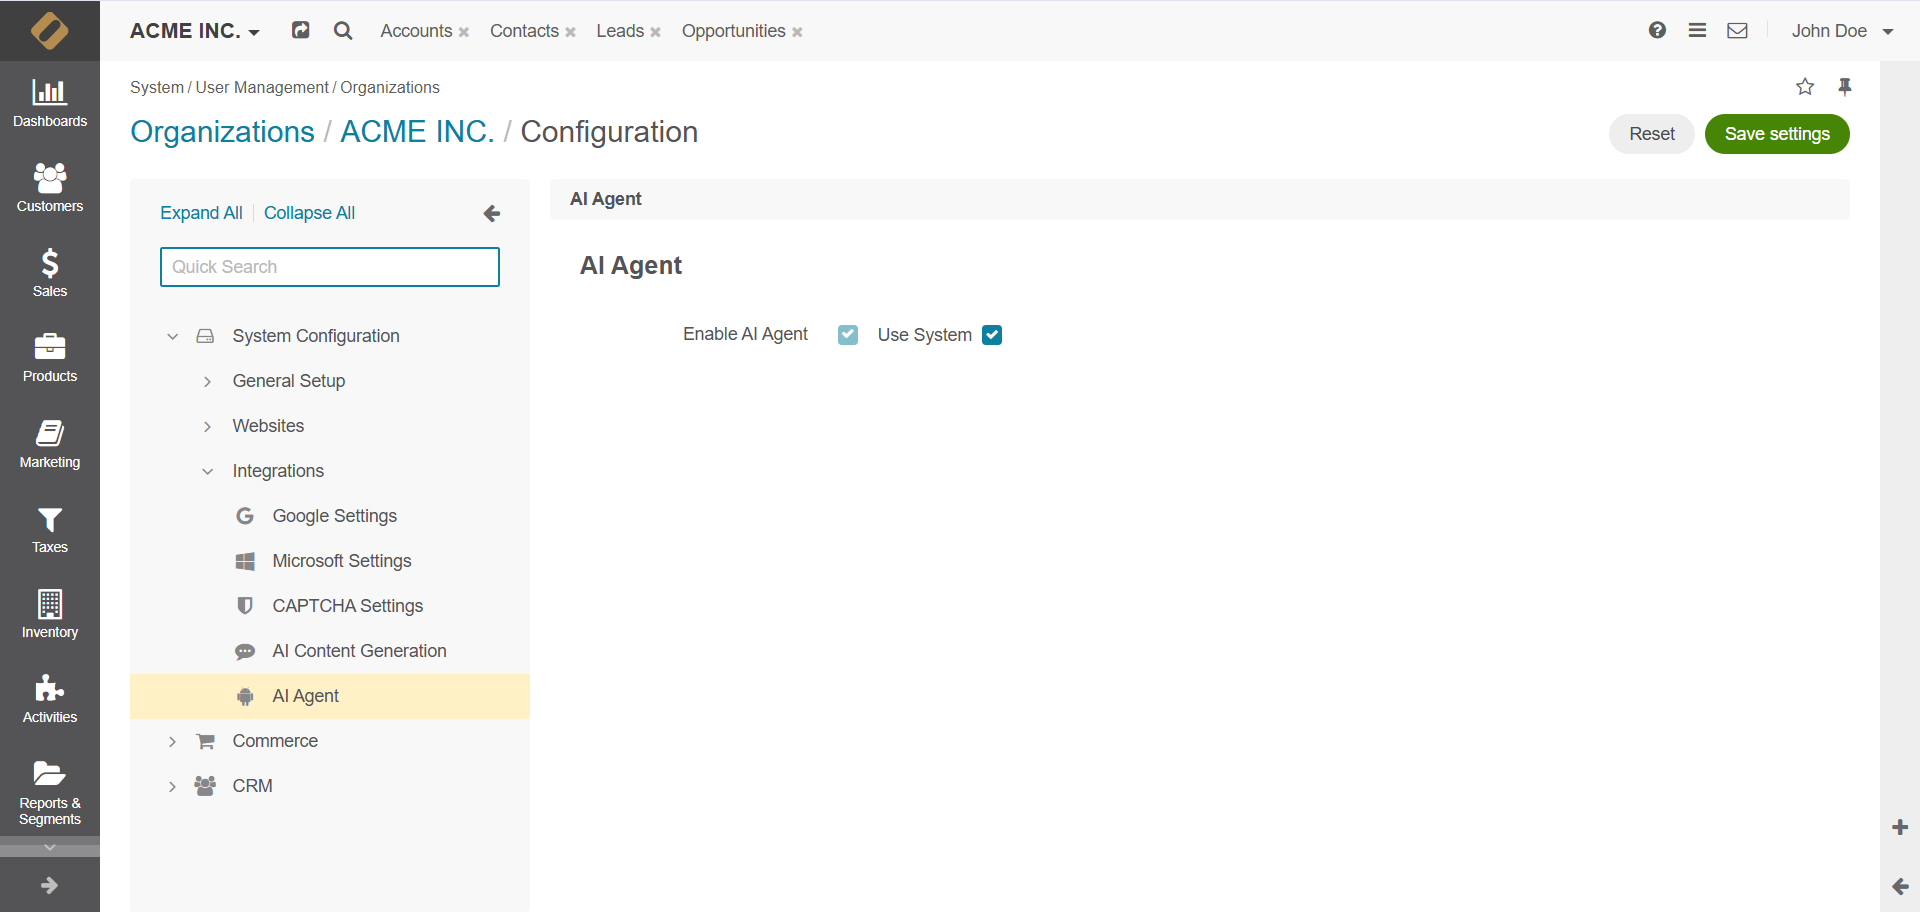 ACME INC.
Accounts
Contacts
Leads
Opportunities
John Doe
Dashboards
Customers
Sales
Products
Marketing
Taxes
Inventory
Activities
Reports &
Segments
System / User Management / Organizations
Organizations / ACME INC. / Configuration
Reset
Save settings
Expand All
Collapse All
Quick Search
System Configuration
General Setup
Websites
Integrations
Google Settings
Microsoft Settings
CAPTCHA Settings
AI Content Generation
AI Agent
Commerce
CRM
AI Agent
AI Agent
Enable AI Agent
Use System